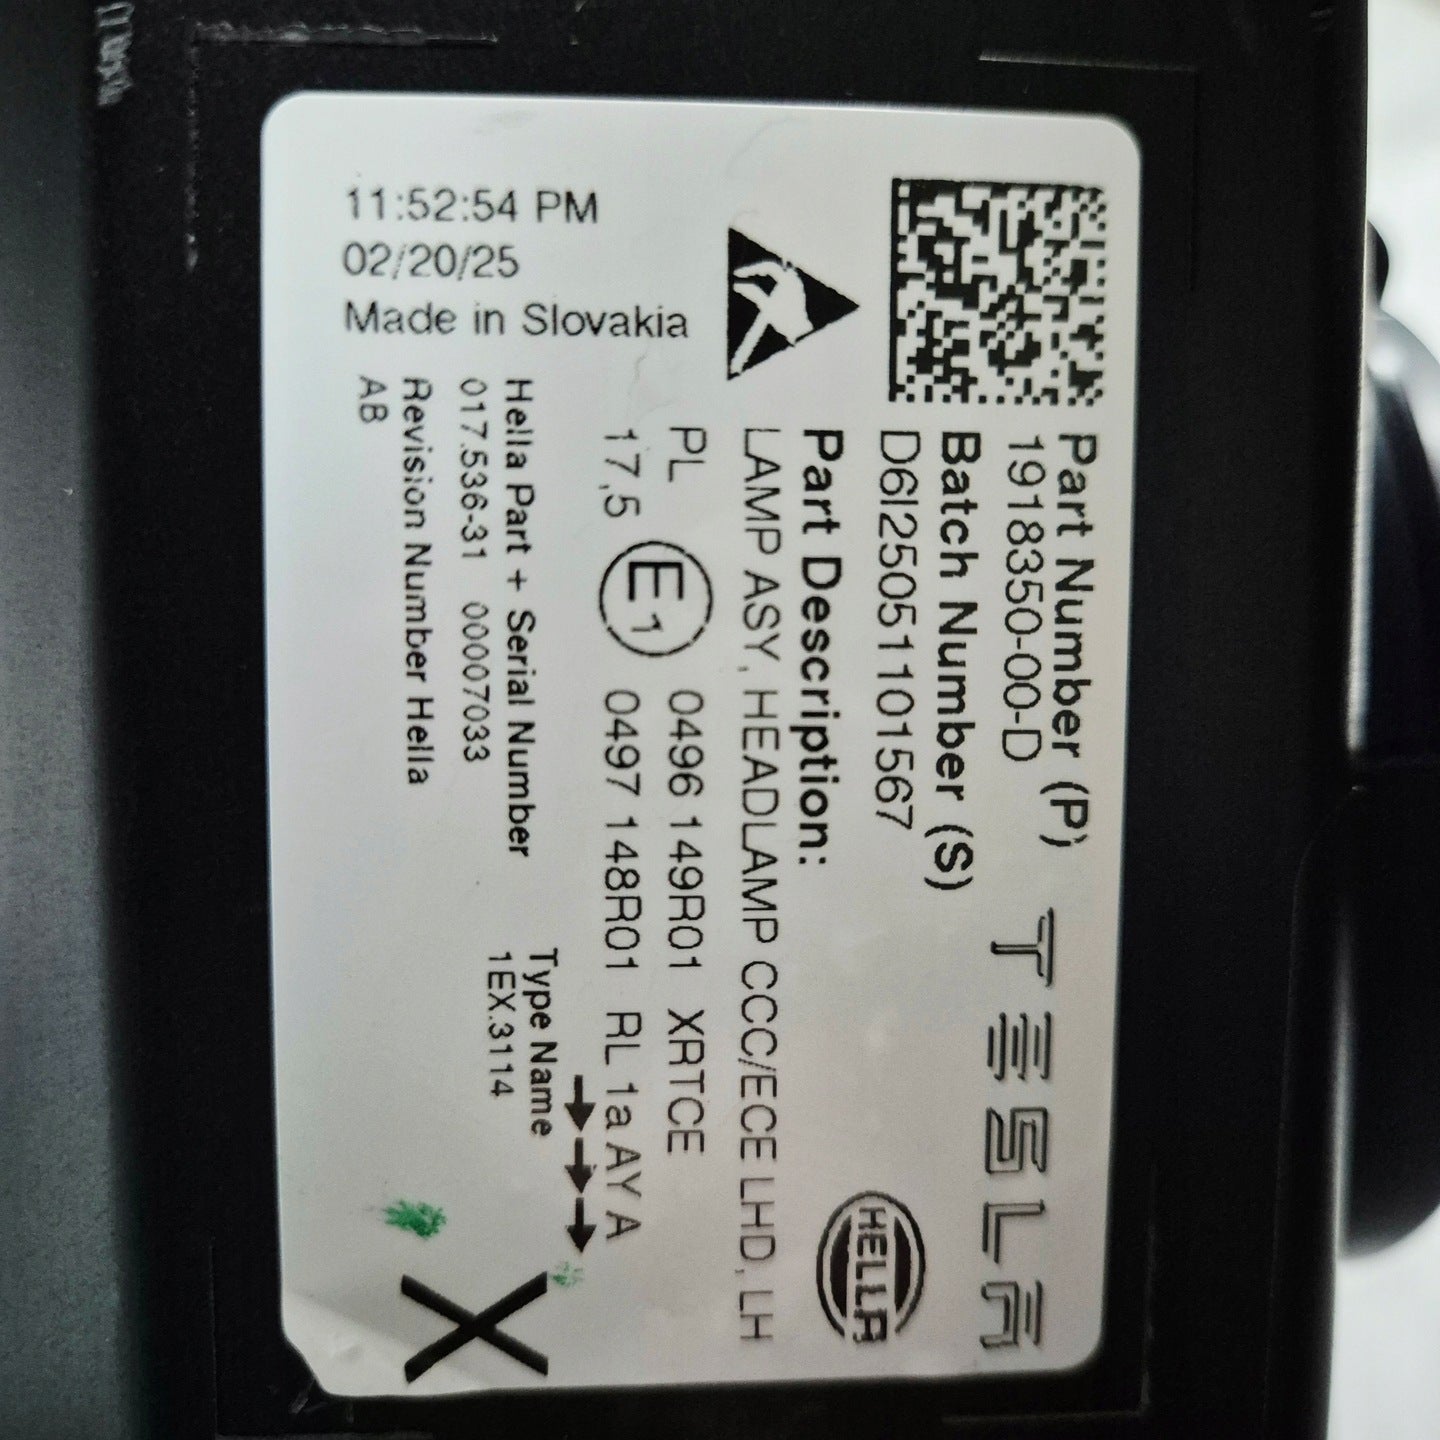 Part Number (P)
1918350-00-D
TESLA
Batch Number (S)
D6I25051101567
HELLA
Part Description:
LAMP ASY, HEADLAMP CCC/ECE LHD, LH
PL
17,5
E1
0496 149R01 XRTCE
0497 148R01 RL 1a AY A
Hella Part + Serial Number
017.536-31 00007033
Revision Number Hella
AB
Type Name
1EX.3114
X
11:52:54 PM
02/20/25
Made in Slovakia